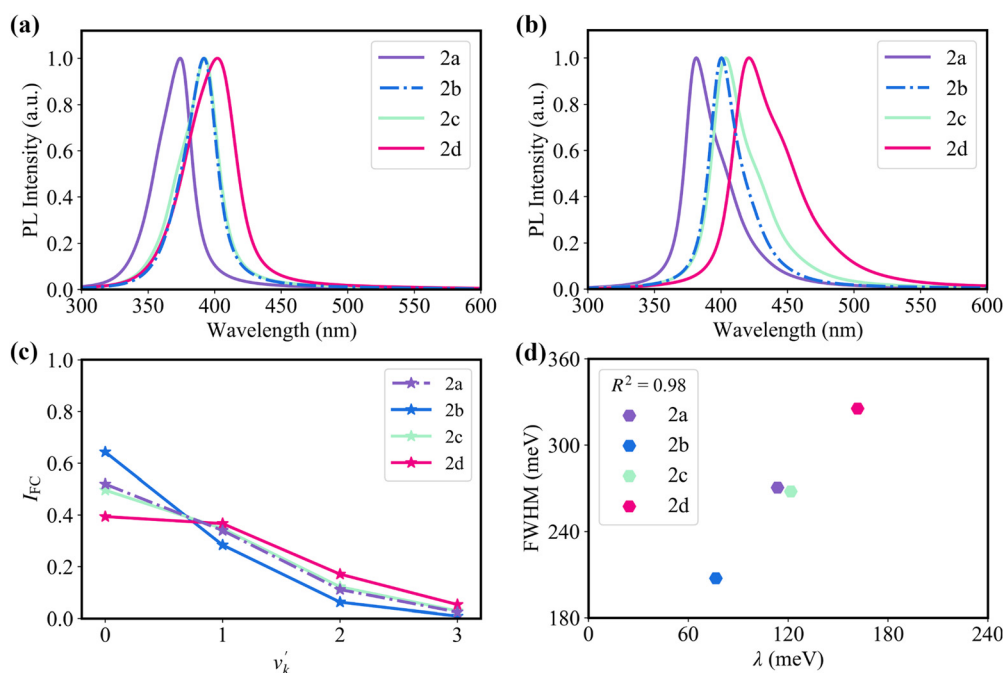 (a)
1.0
0.8
0.6
0.4
0.2
0.0
PL Intensity (a.u.)
300
350
400
450
500
550
600
Wavelength (nm)
2a
2b
2c
2d
(b)
1.0
0.8
0.6
0.4
0.2
0.0
PL Intensity (a.u.)
300
350
400
450
500
550
600
Wavelength (nm)
2a
2b
2c
2d
(c)
1.0
0.8
0.6
0.4
0.2
0.0
I_FC
0
1
2
3
v′_k
2a
2b
2c
2d
(d)
360
300
240
180
FWHM (meV)
0
60
120
180
240
λ (meV)
R² = 0.98
2a
2b
2c
2d